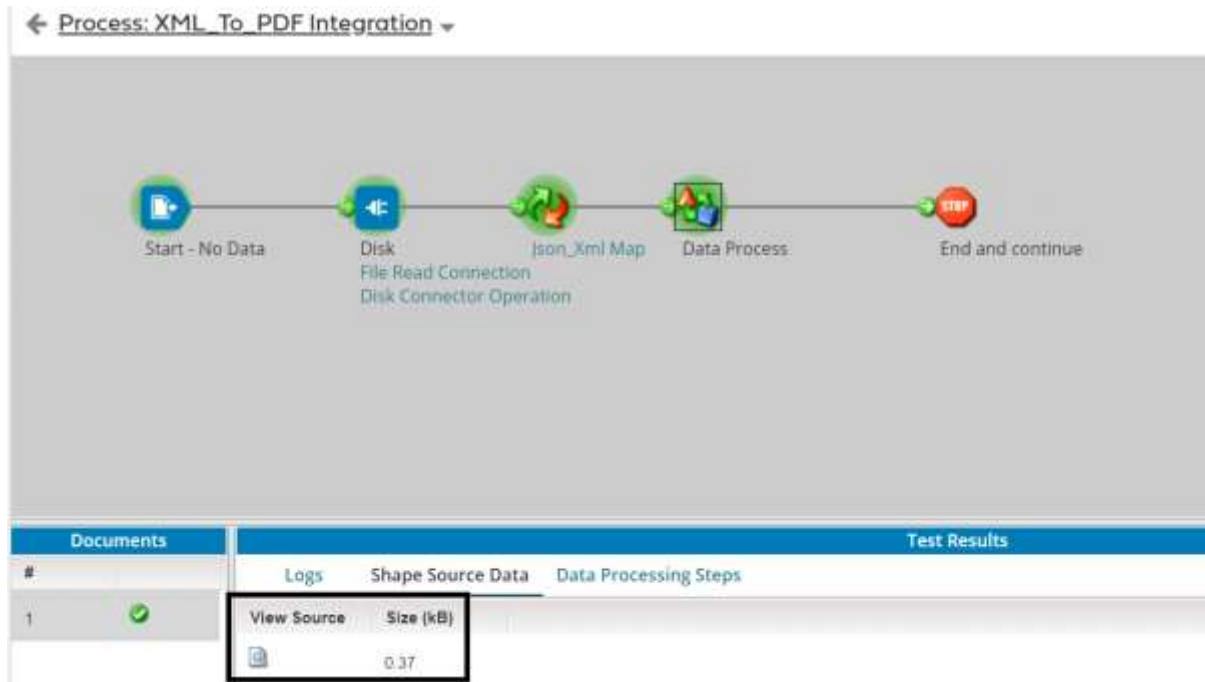 Process: XML_To_PDF Integration
STOP
Start - No Data
Disk
File Read Connection
Disk Connector Operation
Json_Xml Map
Data Process
End and continue
Documents
Test Results
#
Logs Shape Source Data Data Processing Steps
1
View Source Size (kB)
0.37